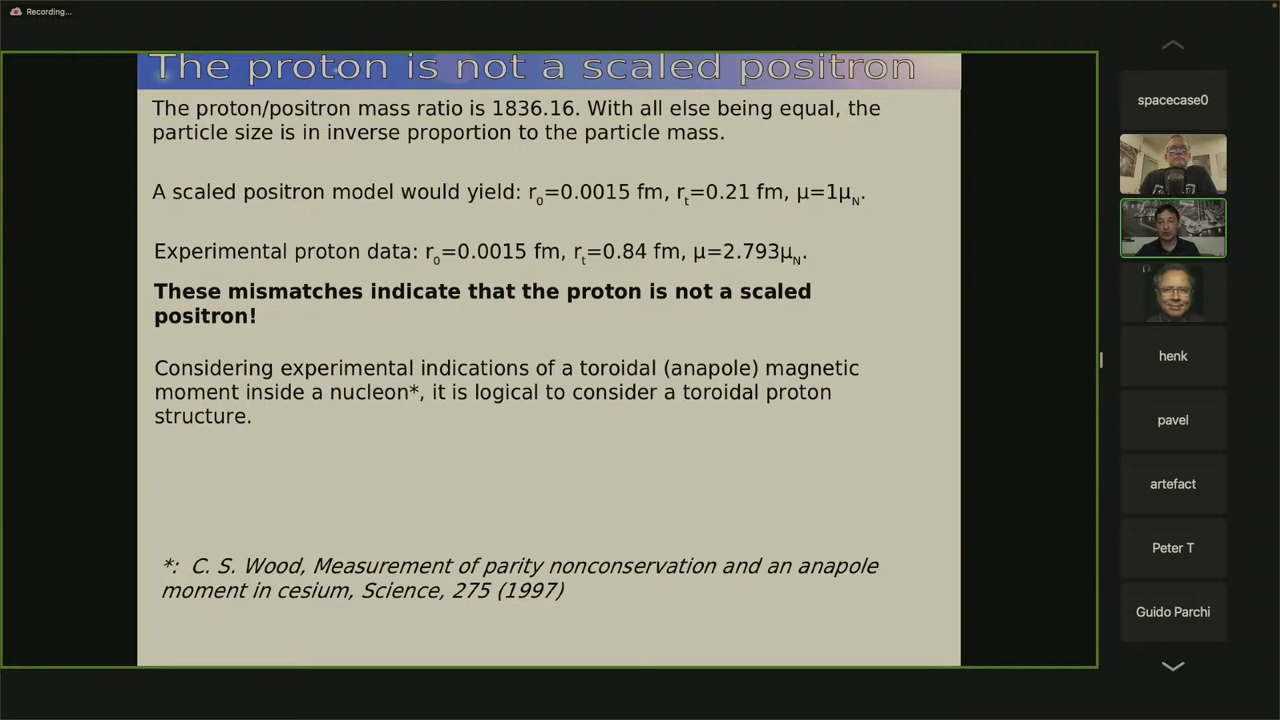 Recording...
The proton is not a scaled positron
The proton/positron mass ratio is 1836.16. With all else being equal, the
particle size is in inverse proportion to the particle mass.
A scaled positron model would yield: r₀=0.0015 fm, rₜ=0.21 fm, μ=1μN.
Experimental proton data: r₀=0.0015 fm, rₜ=0.84 fm, μ=2.793μN.
These mismatches indicate that the proton is not a scaled
positron!
Considering experimental indications of a toroidal (anapole) magnetic
moment inside a nucleon*, it is logical to consider a toroidal proton
structure.
*: C. S. Wood, Measurement of parity nonconservation and an anapole
moment in cesium, Science, 275 (1997)
spacecase0
henk
pavel
artefact
Peter T
Guido Parchi